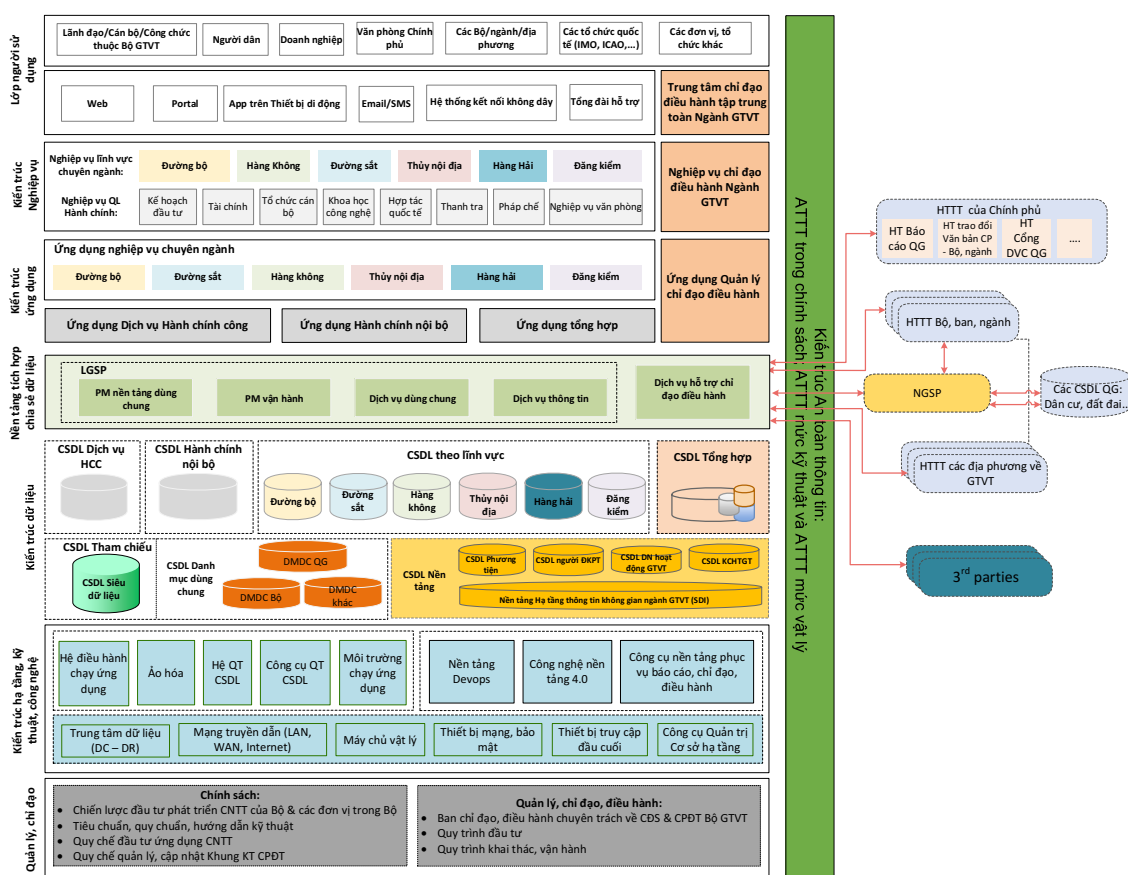 Lớp người sử
dụng
Lãnh đạo/Cán bộ/Công chức
thuộc Bộ GTVT
Người dân
Doanh nghiệp
Văn phòng Chính
phủ
Các Bộ/ngành/địa
phương
Các tổ chức quốc
tế (IMO, ICAO,...)
Các đơn vị, tổ
chức khác
Web
Portal
App trên Thiết bị di động
Email/SMS
Hệ thống kết nối không dây
Tổng đài hỗ trợ
Trung tâm chỉ đạo
điều hành tập trung
toàn Ngành GTVT
Kiến trúc
Nghiệp vụ
Nghiệp vụ lĩnh vực
chuyên ngành:
Đường bộ
Hàng Không
Đường sắt
Thủy nội địa
Hàng Hải
Đăng kiểm
Nghiệp vụ QL
Hành chính:
Kế hoạch
đầu tư
Tài chính
Tổ chức cán
bộ
Khoa học
công nghệ
Hợp tác
quốc tế
Thanh tra
Pháp chế
Nghiệp vụ văn phòng
Nghiệp vụ chỉ đạo
điều hành Ngành
GTVT
Kiến trúc
ứng dụng
Ứng dụng nghiệp vụ chuyên ngành
Đường bộ
Đường sắt
Hàng không
Thủy nội địa
Hàng hải
Đăng kiểm
Ứng dụng Quản lý
chỉ đạo điều hành
Ứng dụng Dịch vụ Hành chính công
Ứng dụng Hành chính nội bộ
Ứng dụng tổng hợp
Nền tảng tích hợp
chia sẻ dữ liệu
LGSP
PM nền tảng dùng
chung
PM vận hành
Dịch vụ dùng chung
Dịch vụ thông tin
Dịch vụ hỗ trợ chỉ
đạo điều hành
Kiến trúc dữ liệu
CSDL Dịch vụ
HCC
CSDL Hành chính
nội bộ
CSDL theo lĩnh vực
Đường bộ
Đường
sắt
Hàng
không
Thủy nội
địa
Hàng hải
Đăng
kiểm
CSDL Tổng hợp
CSDL Tham chiếu
CSDL Siêu
dữ liệu
CSDL Danh
mục dùng
chung
DMDC QG
DMDC Bộ
DMDC
khác
CSDL Nền
tảng
CSDL Phương
tiện
CSDL người ĐKPT
CSDL DN hoạt
động GTVT
CSDL KCHTGT
Nền tảng Hạ tầng thông tin không gian ngành GTVT (SDI)
Kiến trúc hạ tầng, kỹ
thuật, công nghệ
Hệ điều hành
chạy ứng
dụng
Ảo hóa
Hệ QT
CSDL
Công cụ QT
CSDL
Môi trường
chạy ứng
dụng
Nền tảng
Devops
Công nghệ nền
tảng 4.0
Công cụ nền tảng phục
vụ báo cáo, chỉ đạo,
điều hành
Trung tâm dữ liệu
(DC – DR)
Mạng truyền dẫn (LAN,
WAN, Internet)
Máy chủ vật lý
Thiết bị mạng, bảo
mật
Thiết bị truy cập
đầu cuối
Công cụ Quản trị
Cơ sở hạ tầng
Quản lý, chỉ đạo
Chính sách:
• Chiến lược đầu tư phát triển CNTT của Bộ & các đơn vị trong Bộ
• Tiêu chuẩn, quy chuẩn, hướng dẫn kỹ thuật
• Quy chế đầu tư ứng dụng CNTT
• Quy chế quản lý, cập nhật Khung KT CPĐT
Quản lý, chỉ đạo, điều hành:
• Ban chỉ đạo, điều hành chuyên trách về CĐS & CPĐT Bộ GTVT
• Quy trình đầu tư
• Quy trình khai thác, vận hành
Kiến trúc An toàn thông tin:
ATTT trong chính sách; ATTT mức kỹ thuật và ATTT mức vật lý
HTTT của Chính phủ
HT Báo
cáo QG
HT trao đổi
Văn bản CP
- Bộ, ngành
HT
Cổng
DVC QG
....
HTTT Bộ, ban, ngành
NGSP
Các CSDL QG:
Dân cư, đất đai...
HTTT các địa phương về
GTVT
3rd parties